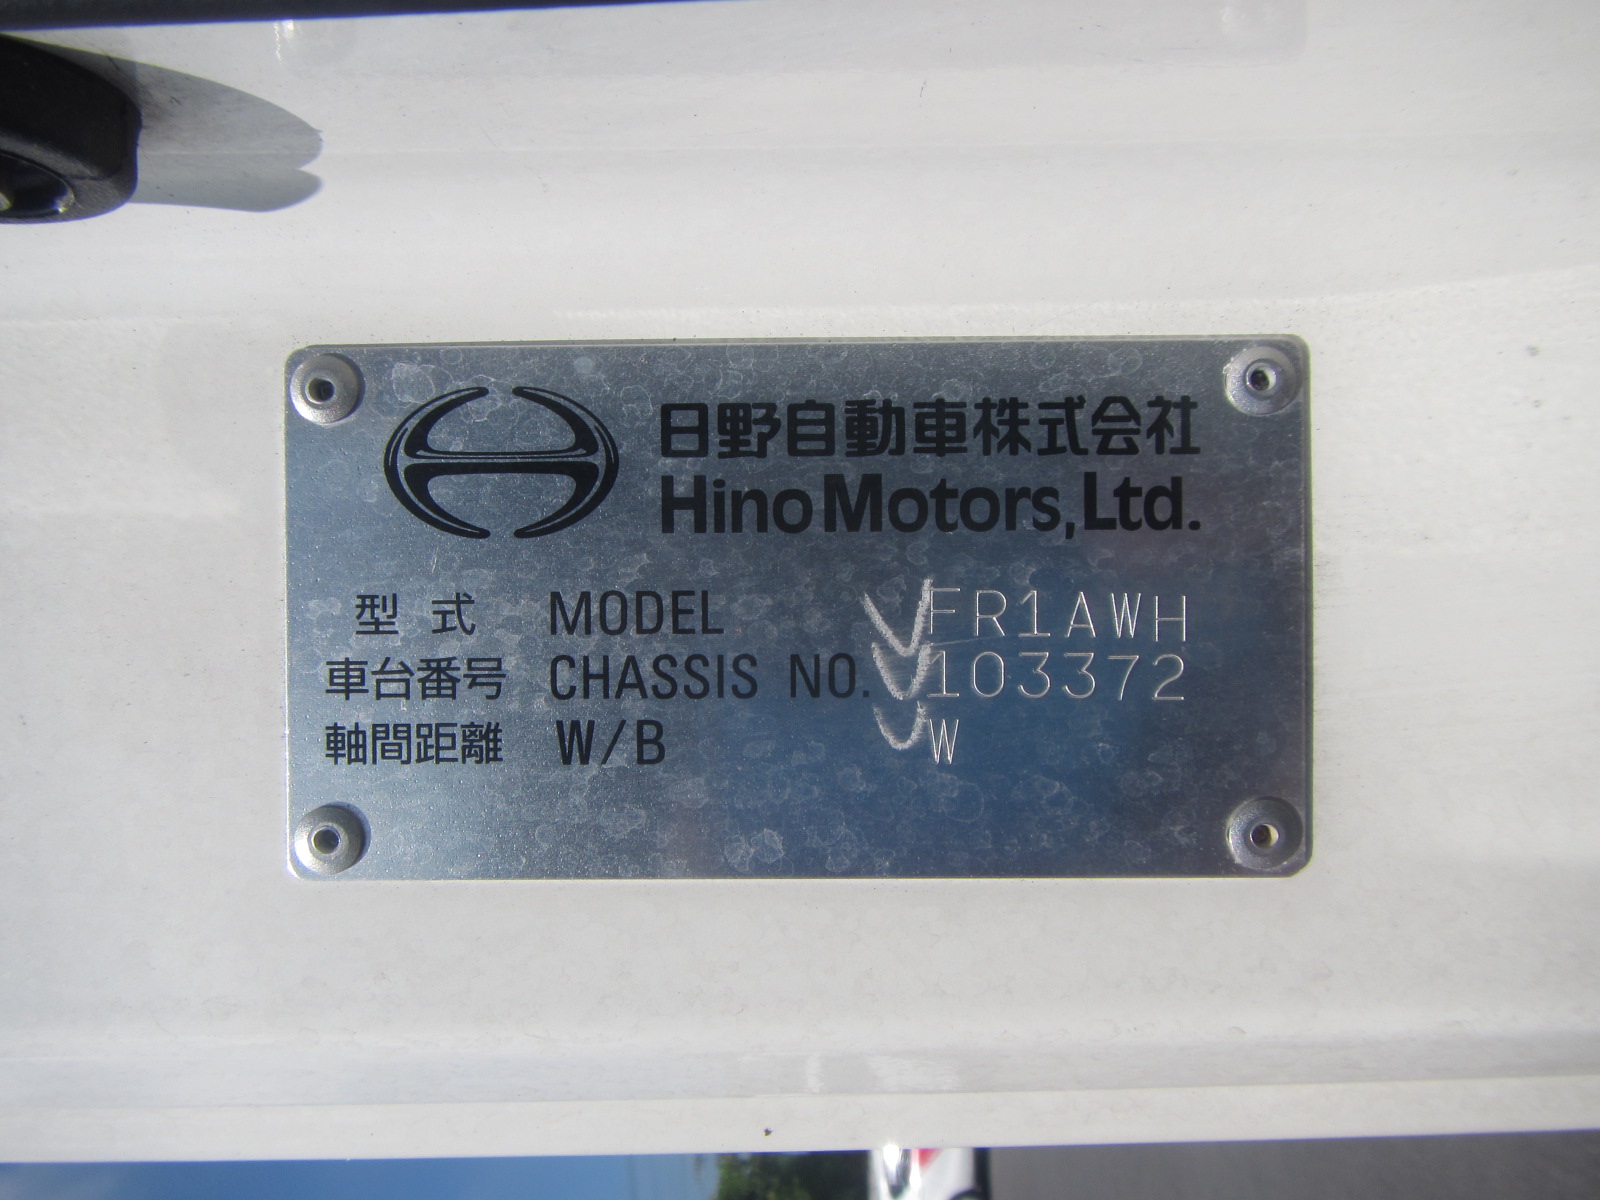 日野自動車株式会社
Hino Motors, Ltd.
型式 MODEL FR1AWH
車台番号 CHASSIS NO. 103372
軸間距離 W/B W